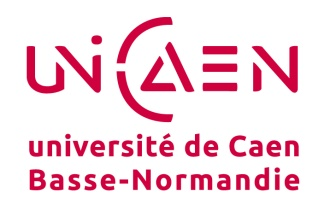 UNICAEN
université de Caen
Basse-Normandie